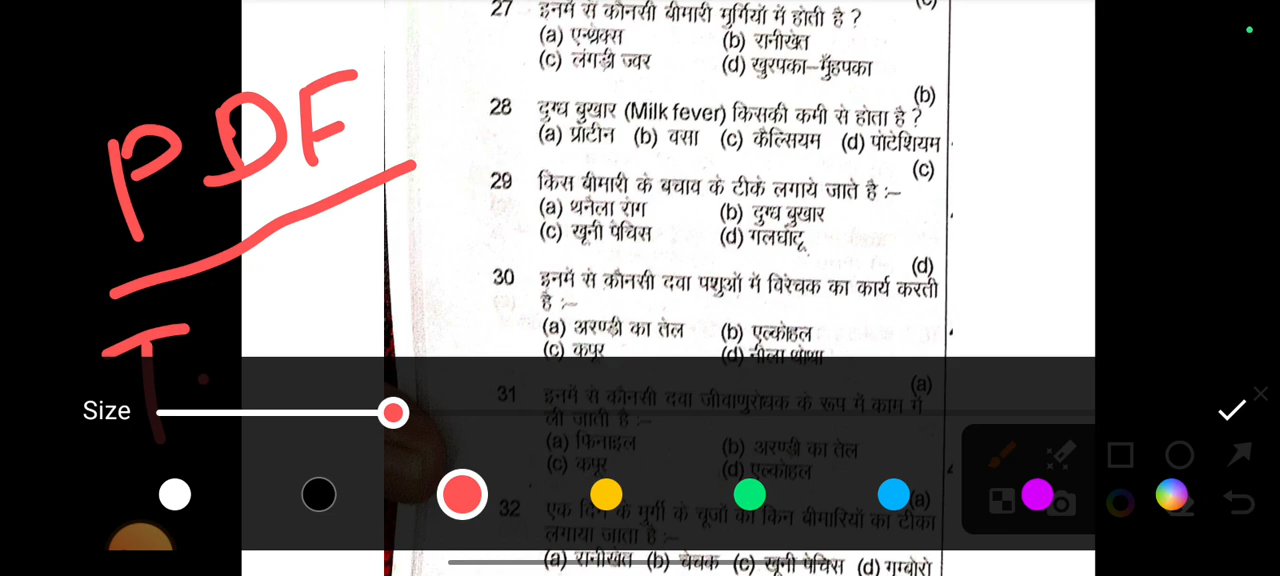 (c)
27 इनमें से कौनसी बीमारी मुर्गियों में होती है ?
(a) एन्थ्रेक्स (b) रानीखेत
(c) लंगड़ी ज्वर (d) खुरपका–मुँहपका
(b)
28 दुग्ध बुखार (Milk fever) किसकी कमी से होता है ?
(a) प्रोटीन (b) वसा (c) कैल्सियम (d) पोटेशियम
(c)
29 किस बीमारी के बचाव के टीके लगाये जाते है :–
(a) थनैला रोग (b) दुग्ध बुखार
(c) खूनी पेचिस (d) गलघोंटू
(d)
30 इनमें से कौनसी दवा पशुओं में विरेचक का कार्य करती
है :–
(a) अरण्डी का तेल (b) एल्कोहल
(c) कपूर (d) नीला थोथा
(a)
31 इनमें से कौनसी दवा जीवाणुरोधक के रूप में काम में
ली जाती है :–
(a) फिनाइल (b) अरण्डी का तेल
(c) कपूर (d) एल्कोहल
(a)
32 एक दिन के मुर्गी के चूजों को किन बीमारियों का टीका
लगाया जाता है :–
(a) रानीखेत (b) चेचक (c) खूनी पेचिस (d) गम्बोरो
PDF
T
Size